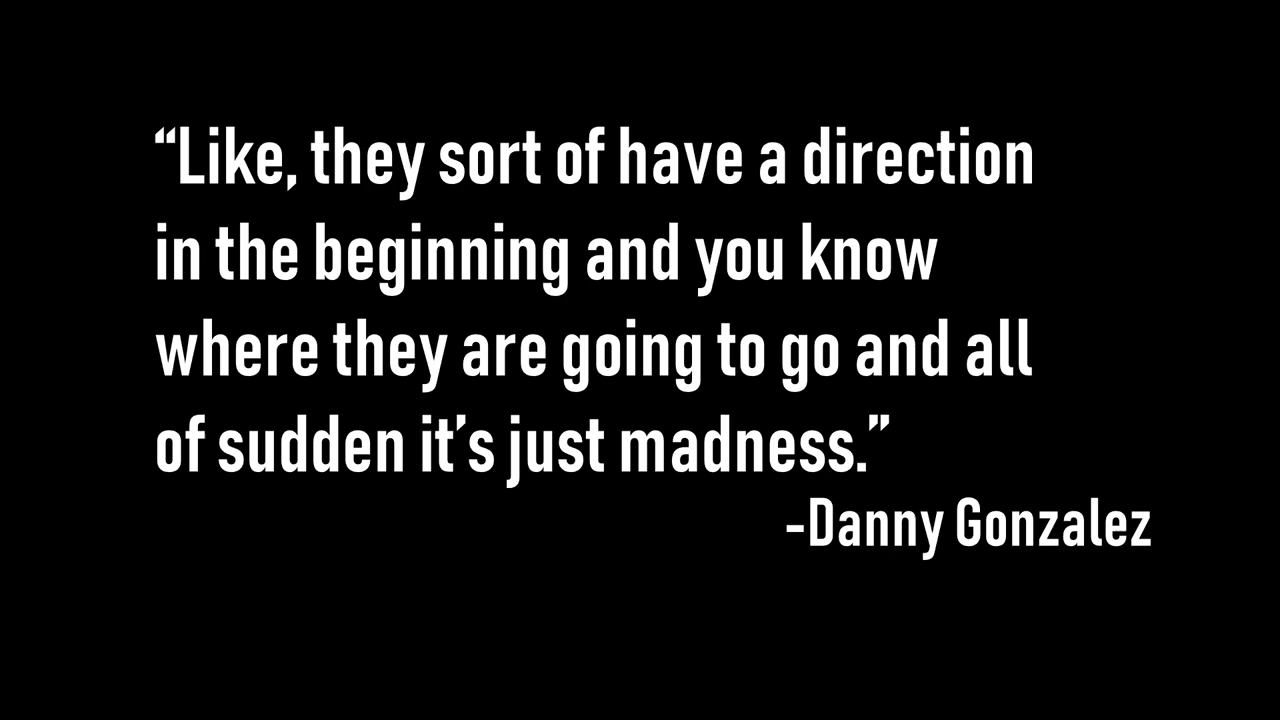 “Like, they sort of have a direction
in the beginning and you know
where they are going to go and all
of sudden it’s just madness.”
-Danny Gonzalez